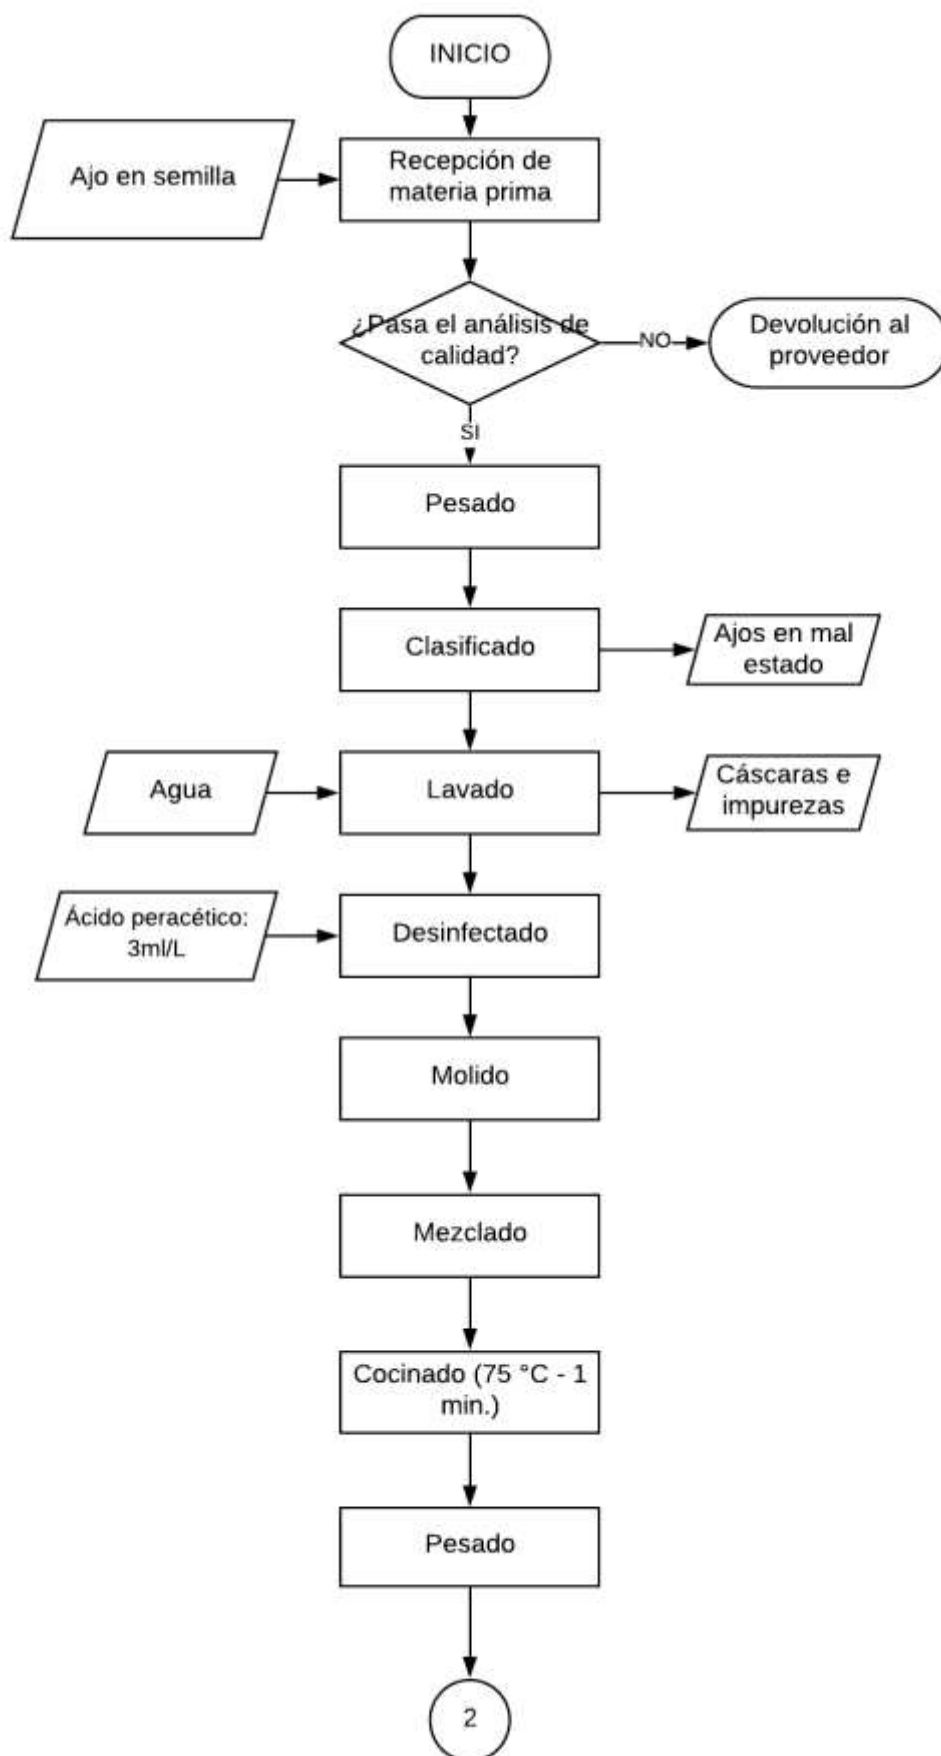 INICIO
Ajo en semilla
Recepción de
materia prima
¿Pasa el análisis de
calidad?
NO
Devolución al
proveedor
SI
Pesado
Clasificado
Ajos en mal
estado
Agua
Lavado
Cáscaras e
impurezas
Ácido peracético:
3ml/L
Desinfectado
Molido
Mezclado
Cocinado (75 °C - 1
min.)
Pesado
2